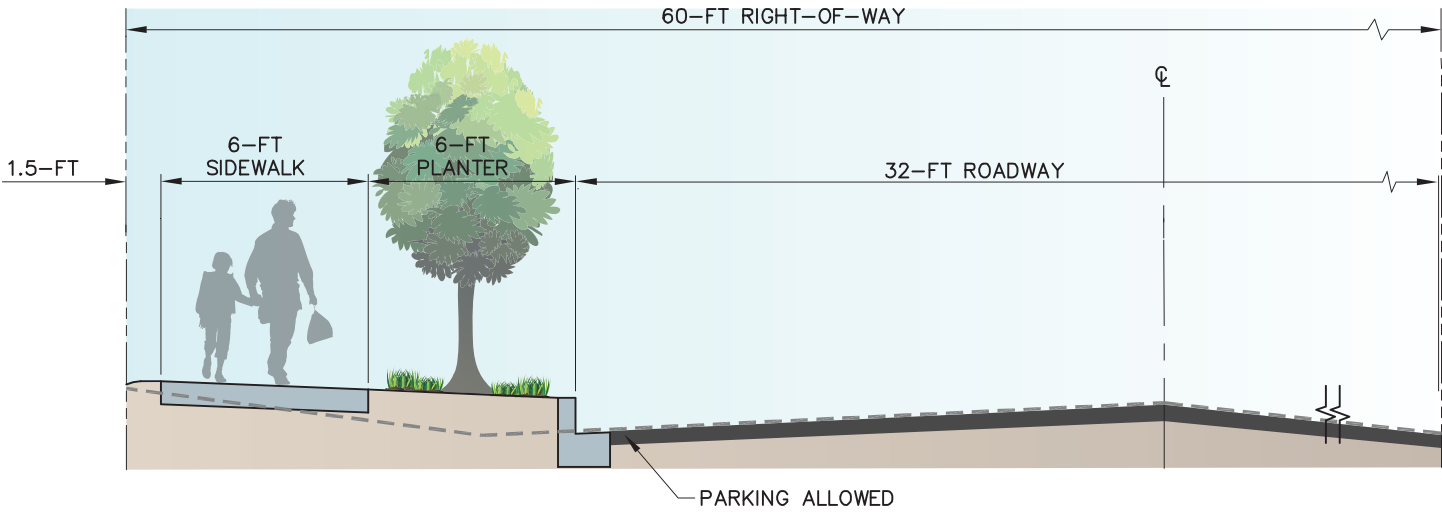 60-FT RIGHT-OF-WAY
℄
1.5-FT
6-FT
SIDEWALK
6-FT
PLANTER
32-FT ROADWAY
PARKING ALLOWED